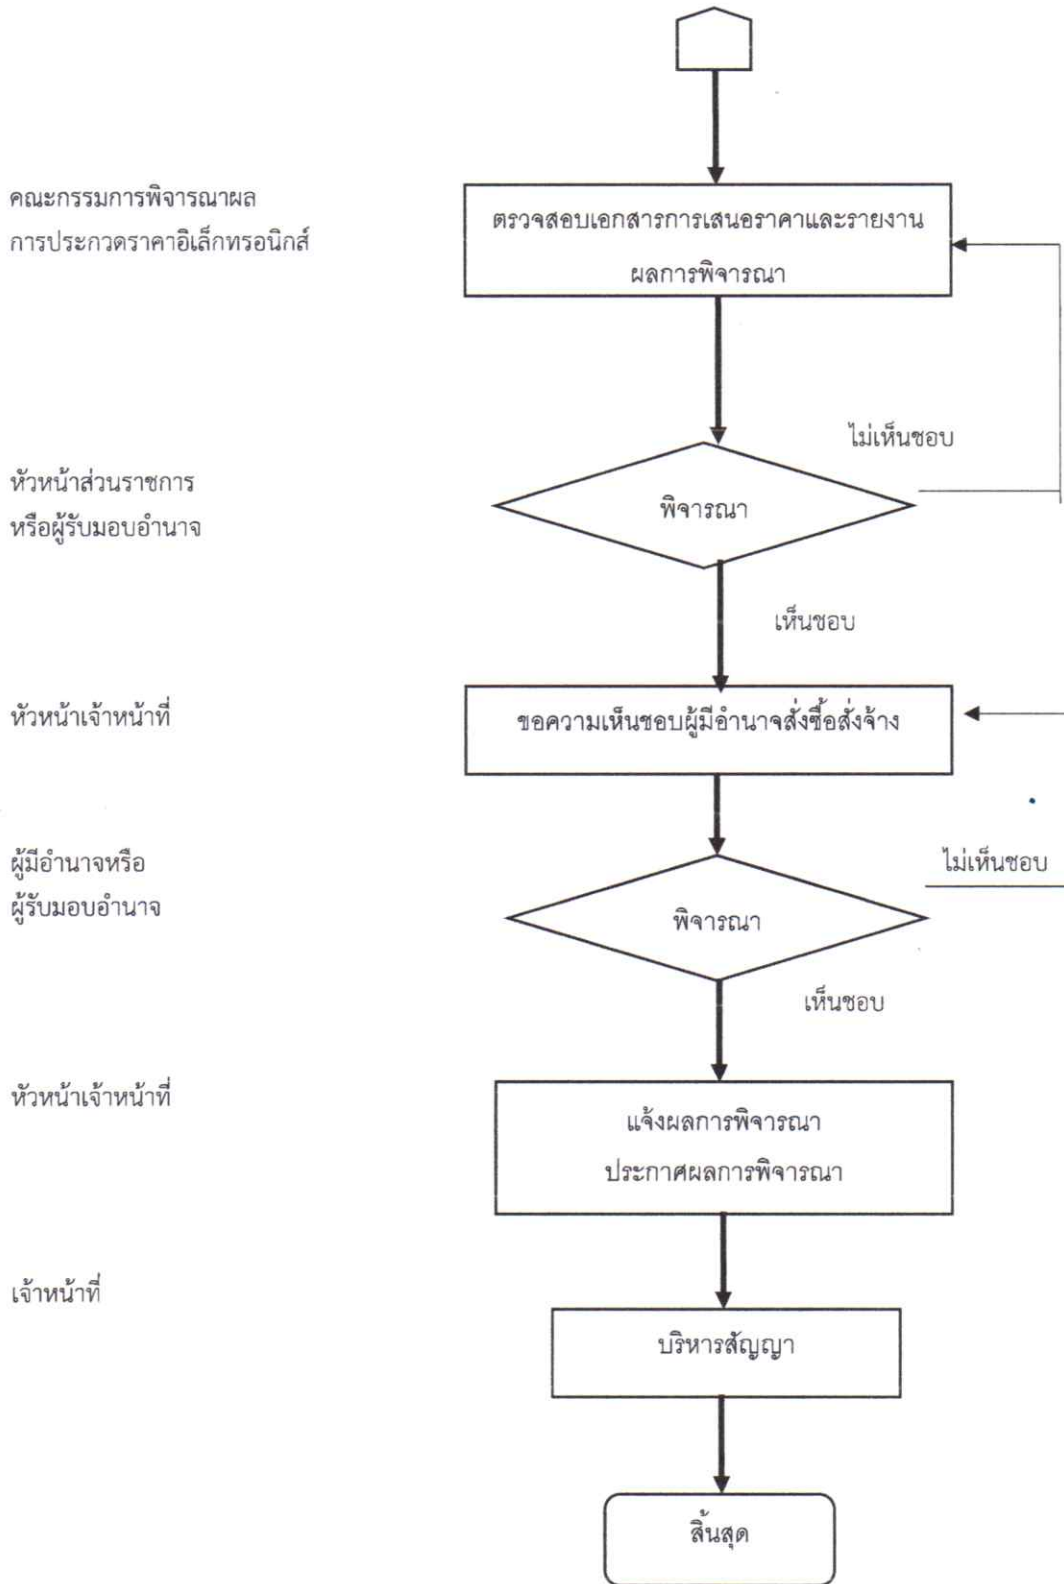 คณะกรรมการพิจารณาผล
การประกวดราคาอิเล็กทรอนิกส์
ตรวจสอบเอกสารการเสนอราคาและรายงาน
ผลการพิจารณา
ไม่เห็นชอบ
หัวหน้าส่วนราชการ
หรือผู้รับมอบอำนาจ
พิจารณา
เห็นชอบ
หัวหน้าเจ้าหน้าที่
ขอความเห็นชอบผู้มีอำนาจสั่งซื้อสั่งจ้าง
ผู้มีอำนาจหรือ
ผู้รับมอบอำนาจ
ไม่เห็นชอบ
พิจารณา
เห็นชอบ
หัวหน้าเจ้าหน้าที่
แจ้งผลการพิจารณา
ประกาศผลการพิจารณา
เจ้าหน้าที่
บริหารสัญญา
สิ้นสุด